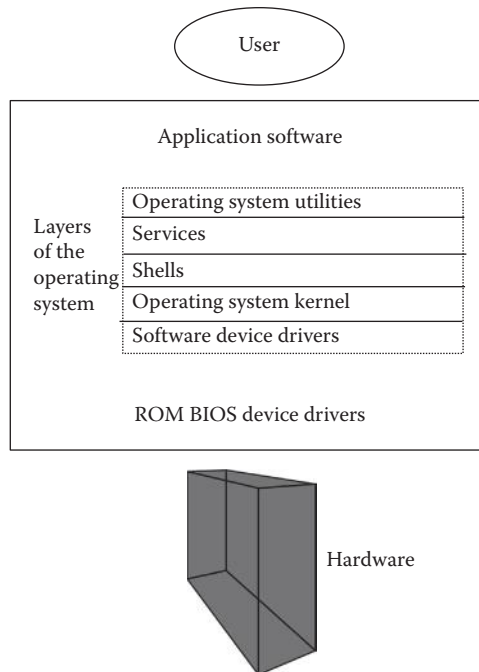 User
Application software
Layers
of the
operating
system
Operating system utilities
Services
Shells
Operating system kernel
Software device drivers
ROM BIOS device drivers
Hardware